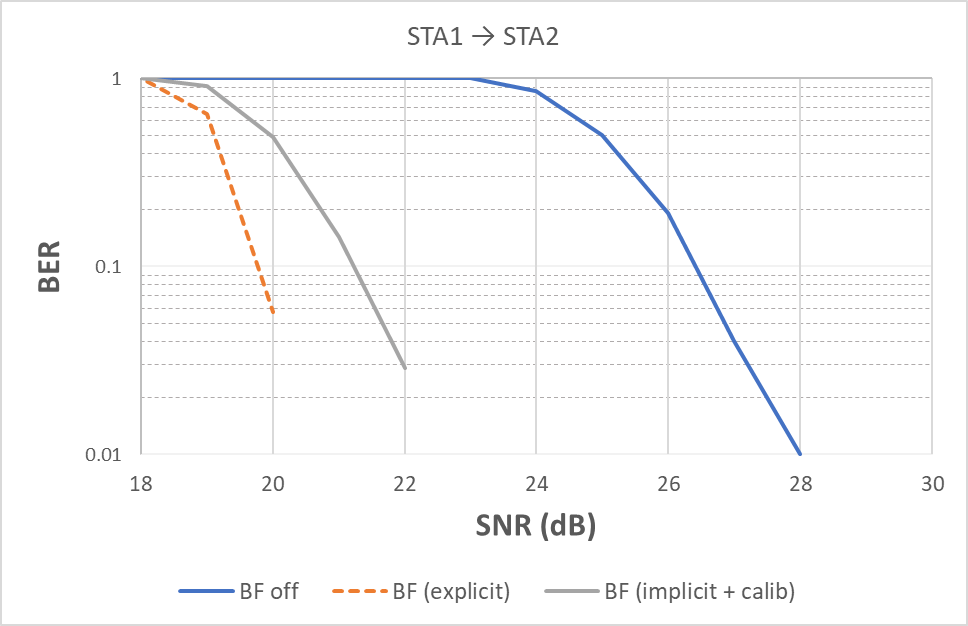 STA1 → STA2
1
0.1
0.01
BER
18 20 22 24 26 28 30
SNR (dB)
BF off BF (explicit) BF (implicit + calib)